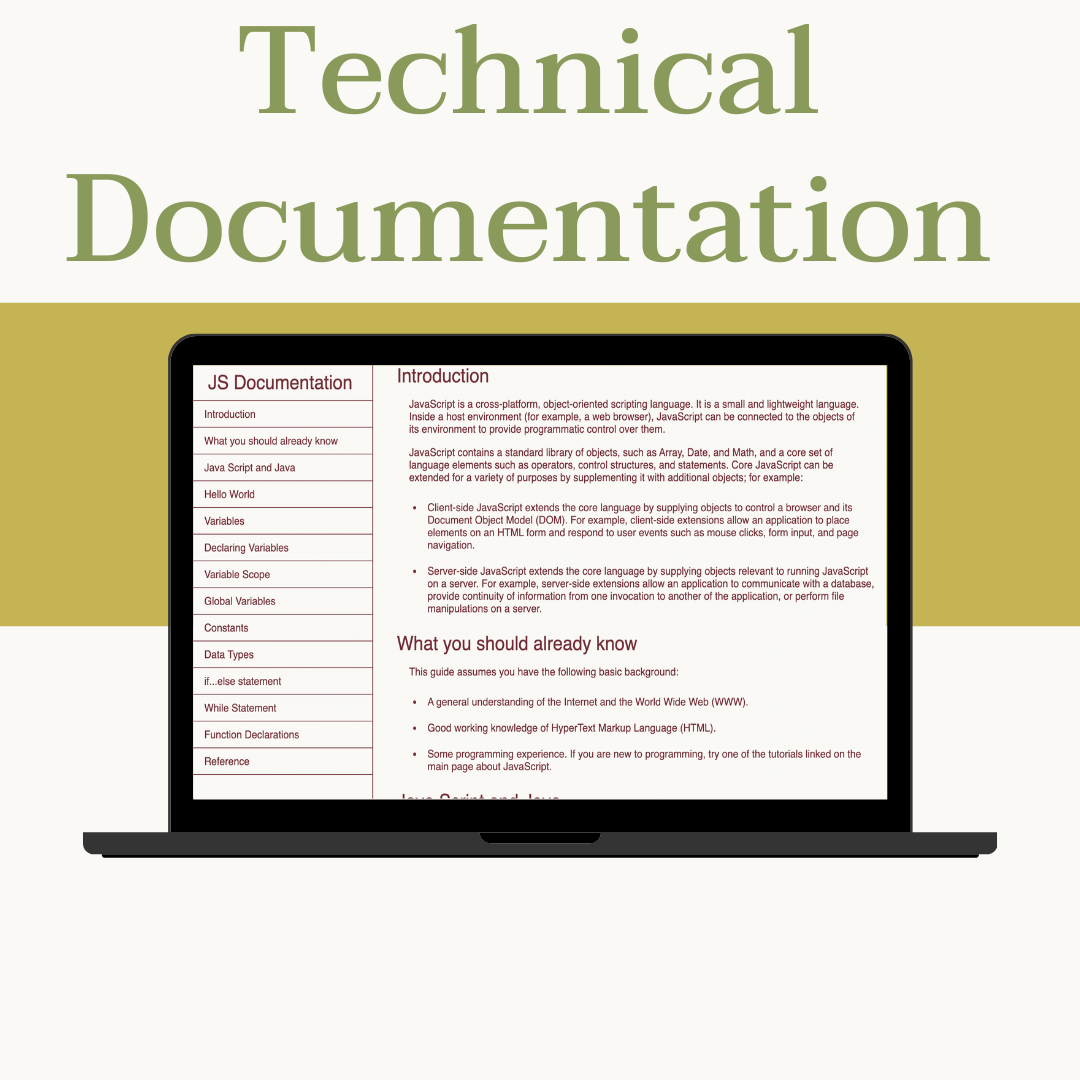 Technical
Documentation
JS Documentation
Introduction
What you should already know
Java Script and Java
Hello World
Variables
Declaring Variables
Variable Scope
Global Variables
Constants
Data Types
if...else statement
While Statement
Function Declarations
Reference
Introduction
JavaScript is a cross-platform, object-oriented scripting language. It is a small and lightweight language.
Inside a host environment (for example, a web browser), JavaScript can be connected to the objects of
its environment to provide programmatic control over them.
JavaScript contains a standard library of objects, such as Array, Date, and Math, and a core set of
language elements such as operators, control structures, and statements. Core JavaScript can be
extended for a variety of purposes by supplementing it with additional objects; for example:
• Client-side JavaScript extends the core language by supplying objects to control a browser and its
Document Object Model (DOM). For example, client-side extensions allow an application to place
elements on an HTML form and respond to user events such as mouse clicks, form input, and page
navigation.
• Server-side JavaScript extends the core language by supplying objects relevant to running JavaScript
on a server. For example, server-side extensions allow an application to communicate with a database,
provide continuity of information from one invocation to another of the application, or perform file
manipulations on a server.
What you should already know
This guide assumes you have the following basic background:
• A general understanding of the Internet and the World Wide Web (WWW).
• Good working knowledge of HyperText Markup Language (HTML).
• Some programming experience. If you are new to programming, try one of the tutorials linked on the
main page about JavaScript.
Java Script and Java